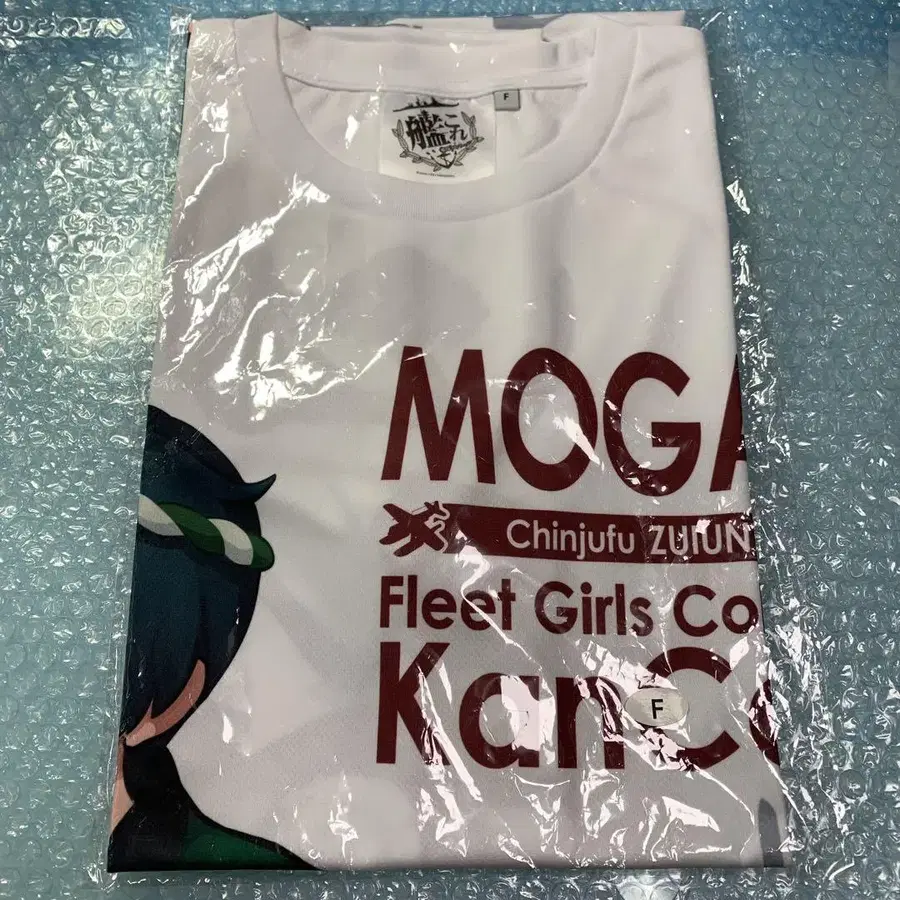 艦これ
F
MOGA
Chinjufu ZUIUN
Fleet Girls Co
KanCo
F